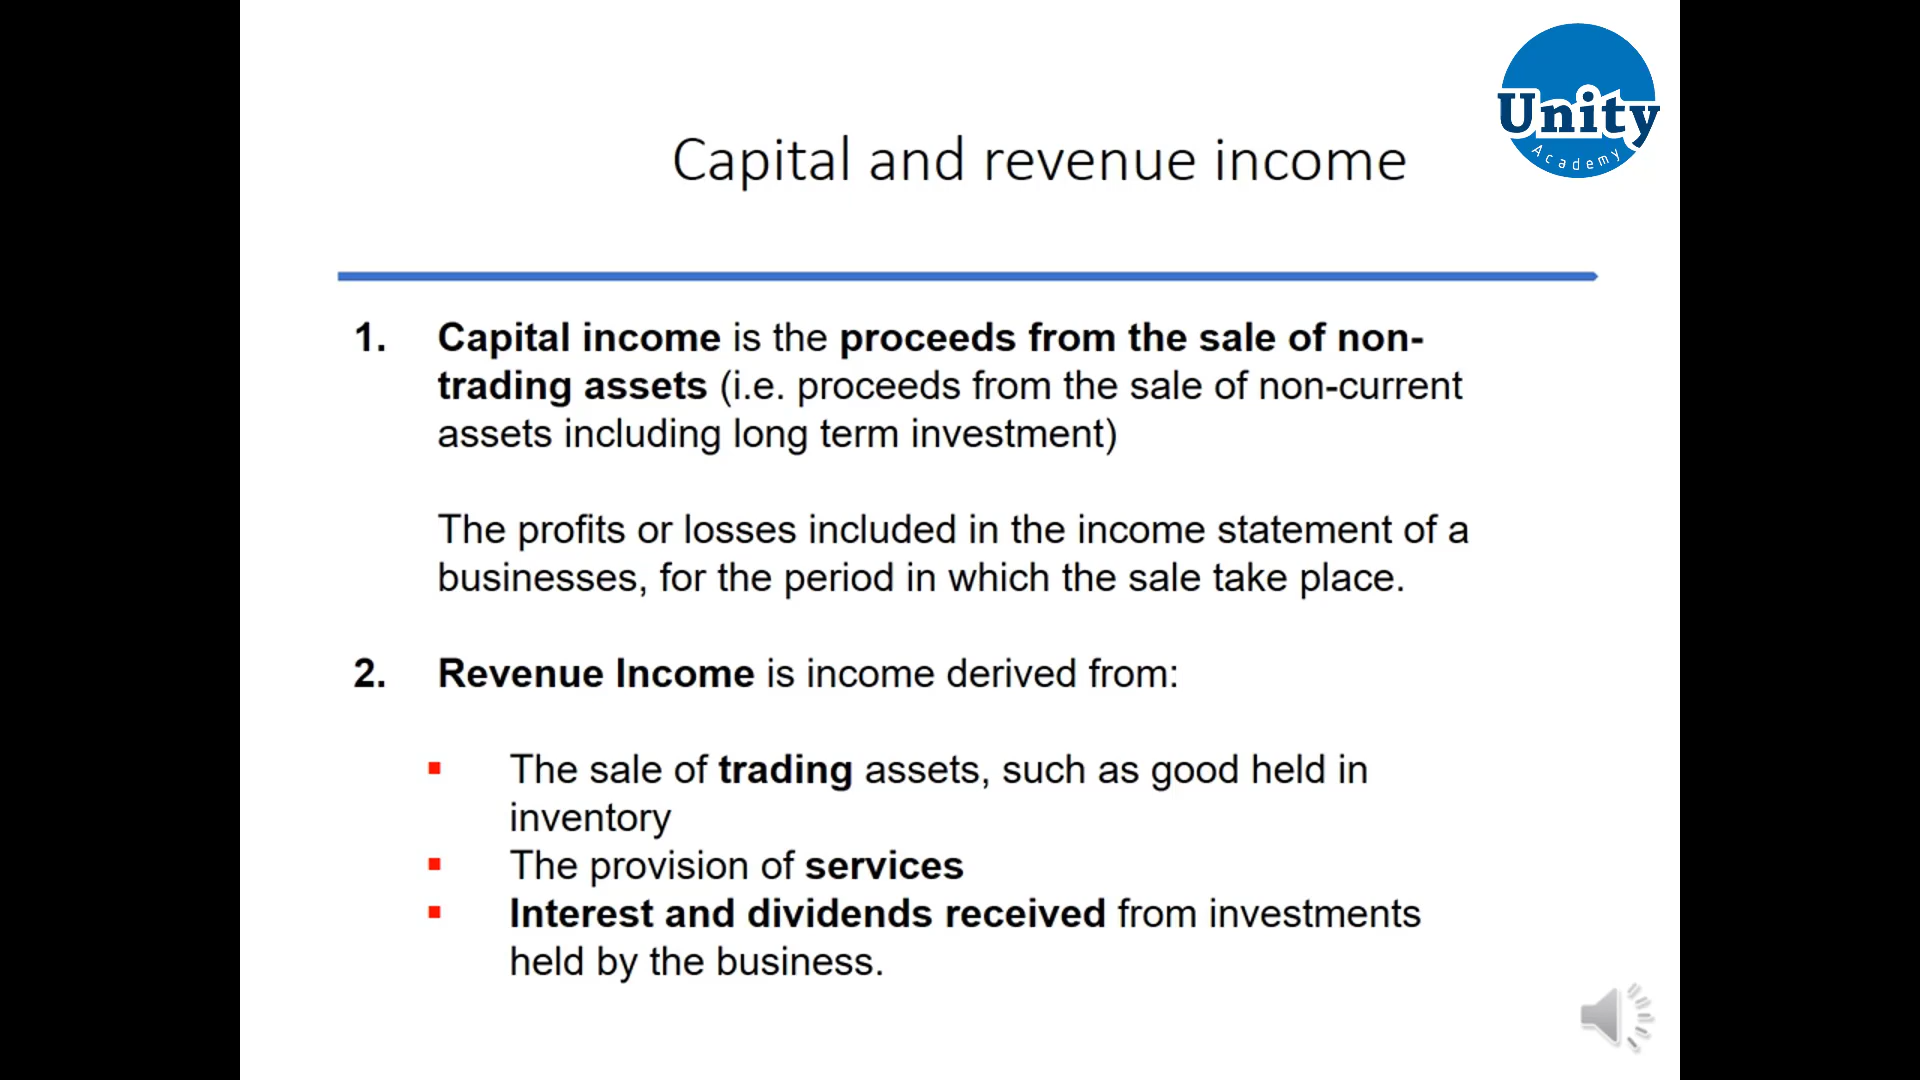 Unity
Academy
Capital and revenue income
1. Capital income is the proceeds from the sale of non-
trading assets (i.e. proceeds from the sale of non-current
assets including long term investment)
The profits or losses included in the income statement of a
businesses, for the period in which the sale take place.
2. Revenue Income is income derived from:
▪ The sale of trading assets, such as good held in
inventory
▪ The provision of services
▪ Interest and dividends received from investments
held by the business.